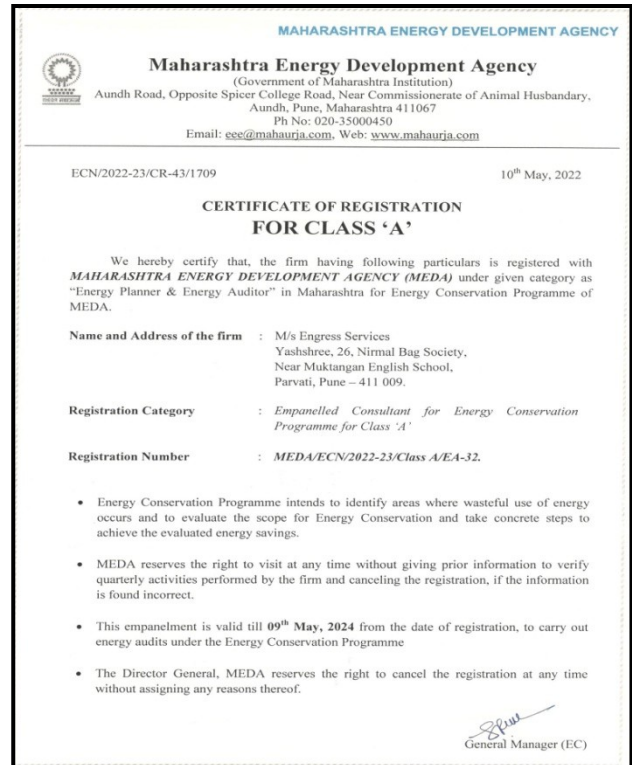 MAHARASHTRA ENERGY DEVELOPMENT AGENCY
Maharashtra Energy Development Agency
(Government of Maharashtra Institution)
Aundh Road, Opposite Spicer College Road, Near Commissionerate of Animal Husbandary,
Aundh, Pune, Maharashtra 411067
Ph No: 020-35000450
Email: eee@mahaurja.com, Web: www.mahaurja.com
ECN/2022-23/CR-43/1709 10th May, 2022
CERTIFICATE OF REGISTRATION
FOR CLASS ‘A’
We hereby certify that, the firm having following particulars is registered with
MAHARASHTRA ENERGY DEVELOPMENT AGENCY (MEDA) under given category as
“Energy Planner & Energy Auditor” in Maharashtra for Energy Conservation Programme of
MEDA.
Name and Address of the firm : M/s Engress Services
Yashshree, 26, Nirmal Bag Society,
Near Muktangan English School,
Parvati, Pune – 411 009.
Registration Category : Empanelled Consultant for Energy Conservation
Programme for Class ‘A’
Registration Number : MEDA/ECN/2022-23/Class A/EA-32.
• Energy Conservation Programme intends to identify areas where wasteful use of energy
occurs and to evaluate the scope for Energy Conservation and take concrete steps to
achieve the evaluated energy savings.
• MEDA reserves the right to visit at any time without giving prior information to verify
quarterly activities performed by the firm and canceling the registration, if the information
is found incorrect.
• This empanelment is valid till 09th May, 2024 from the date of registration, to carry out
energy audits under the Energy Conservation Programme
• The Director General, MEDA reserves the right to cancel the registration at any time
without assigning any reasons thereof.
General Manager (EC)